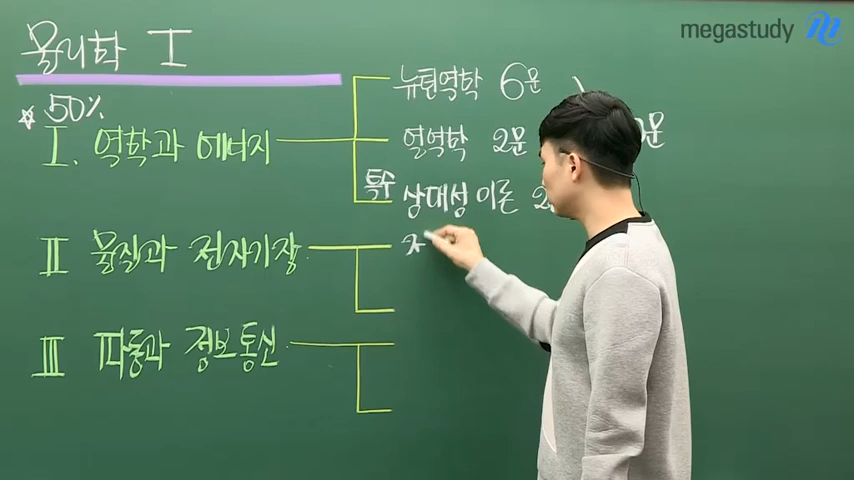 megastudy
물리학 I
뉴턴역학 6문
☆ 50%
I. 역학과 에너지
열역학 2문
특수 상대성 이론 2
II 물질과 전자기장
III 파동과 정보통신